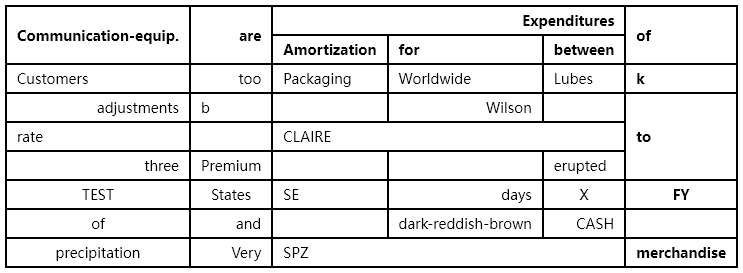 Communication-equip. are Expenditures of
Amortization for between
Customers too Packaging Worldwide Lubes k
adjustments b Wilson to
rate CLAIRE
three Premium erupted
TEST States SE days X FY
of and dark-reddish-brown CASH
precipitation Very SPZ merchandise